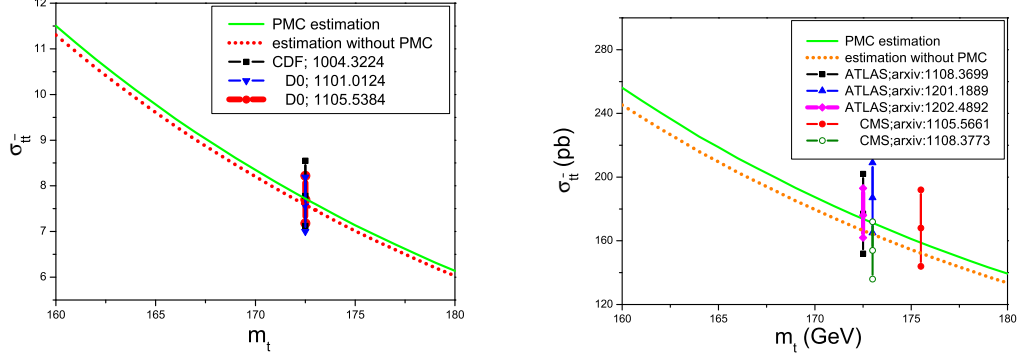 12
11
10
9
8
7
6
160
165
170
175
180
σtt̄
mt
PMC estimation
estimation without PMC
CDF; 1004.3224
D0; 1101.0124
D0; 1105.5384
280
240
200
160
120
160
165
170
175
180
σtt̄ (pb)
mt (GeV)
PMC estimation
estimation without PMC
ATLAS;arxiv:1108.3699
ATLAS;arxiv:1201.1889
ATLAS;arxiv:1202.4892
CMS;arxiv:1105.5661
CMS;arxiv:1108.3773